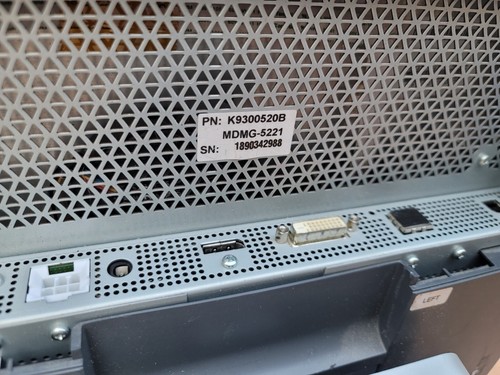 PN: K9300520B
MDMG-5221
SN: 1890342988
LEFT